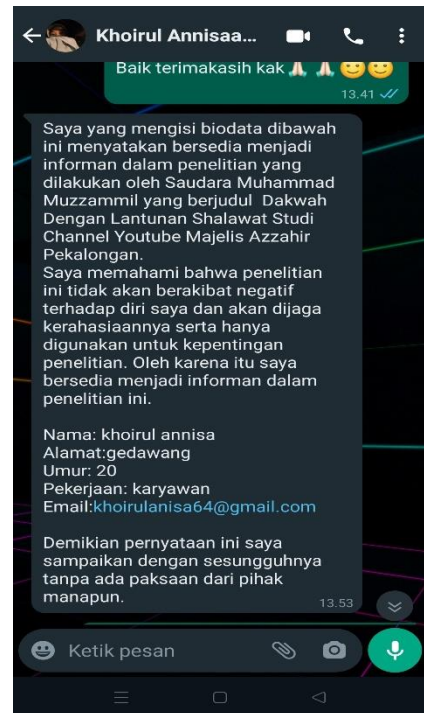 Khoirul Annisaa...
Baik terimakasih kak🙏🏻🙏🏻🙂🙂
13.41
Saya yang mengisi biodata dibawah
ini menyatakan bersedia menjadi
informan dalam penelitian yang
dilakukan oleh Saudara Muhammad
Muzzammil yang berjudul  Dakwah
Dengan Lantunan Shalawat Studi
Channel Youtube Majelis Azzahir
Pekalongan.
Saya memahami bahwa penelitian
ini tidak akan berakibat negatif
terhadap diri saya dan akan dijaga
kerahasiaannya serta hanya
digunakan untuk kepentingan
penelitian. Oleh karena itu saya
bersedia menjadi informan dalam
penelitian ini.
Nama: khoirul annisa
Alamat:gedawang
Umur: 20
Pekerjaan: karyawan
Email:khoirulanisa64@gmail.com
Demikian pernyataan ini saya
sampaikan dengan sesungguhnya
tanpa ada paksaan dari pihak
manapun.
13.53
Ketik pesan